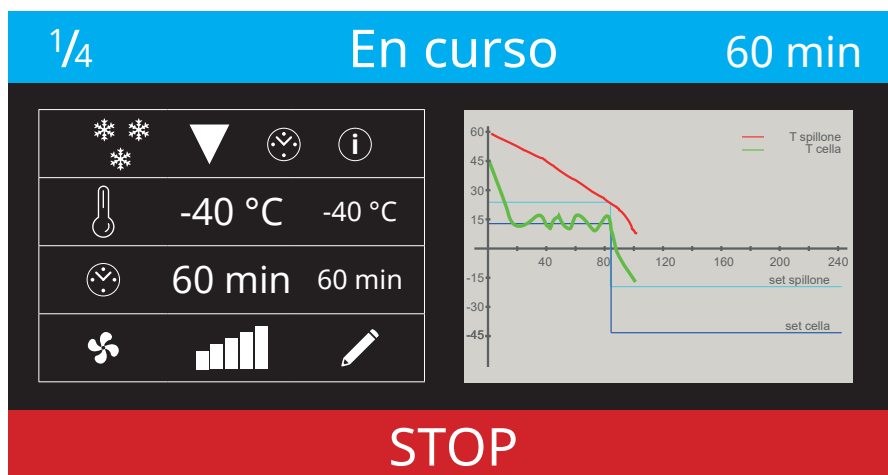 1/4 En curso 60 min
i
-40 °C -40 °C
60 min 60 min
T spillone
T cella
60
45
30
15
40 80 120 160 200 240
-15
set spillone
-30
set cella
-45
STOP